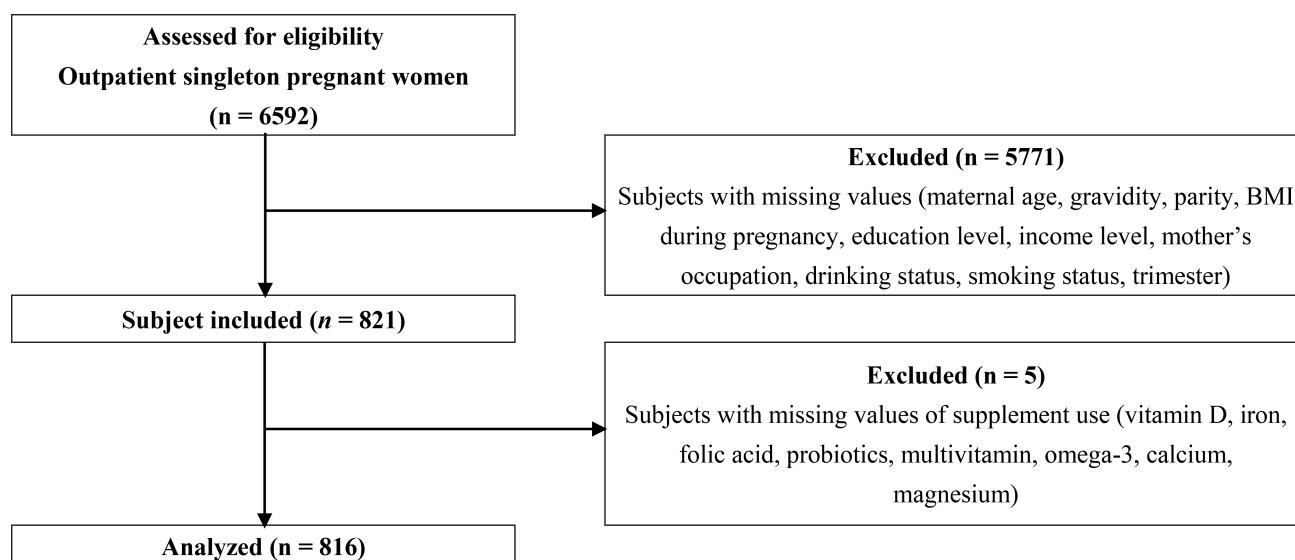 Assessed for eligibility
Outpatient singleton pregnant women
(n = 6592)
Excluded (n = 5771)
Subjects with missing values (maternal age, gravidity, parity, BMI
during pregnancy, education level, income level, mother’s
occupation, drinking status, smoking status, trimester)
Subject included (n = 821)
Excluded (n = 5)
Subjects with missing values of supplement use (vitamin D, iron,
folic acid, probiotics, multivitamin, omega-3, calcium,
magnesium)
Analyzed (n = 816)